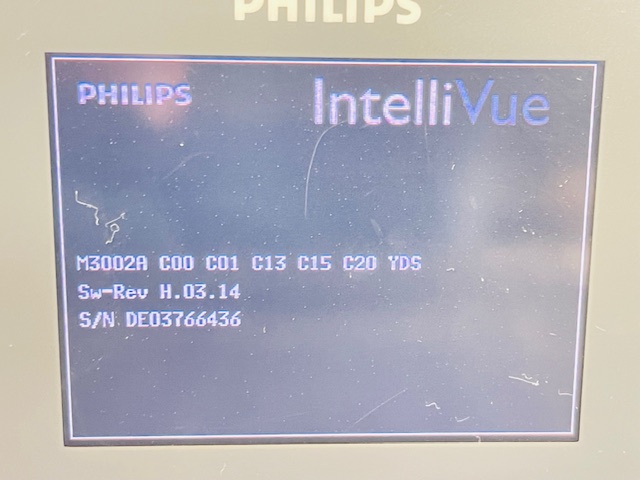 PHILIPS
PHILIPS IntelliVue
M3002A C00 C01 C13 C15 C20 YDS
Sw-Rev H.03.14
S/N DE03766436